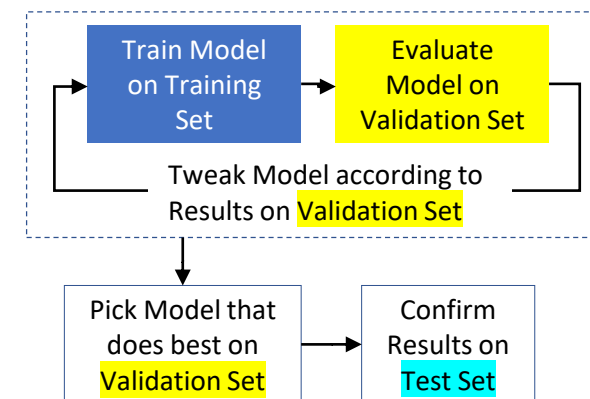 Train Model
on Training
Set
Evaluate
Model on
Validation Set
Tweak Model according to
Results on Validation Set
Pick Model that
does best on
Validation Set
Confirm
Results on
Test Set